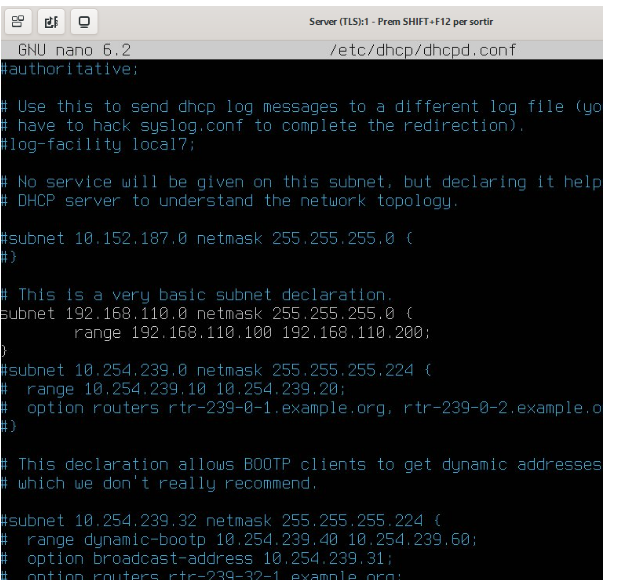 Server (TLS):1 - Prem SHIFT+F12 per sortir
GNU nano 6.2 /etc/dhcp/dhcpd.conf
#authoritative;
# Use this to send dhcp log messages to a different log file (yo
# have to hack syslog.conf to complete the redirection).
#log-facility local7;
# No service will be given on this subnet, but declaring it help
# DHCP server to understand the network topology.
#subnet 10.152.187.0 netmask 255.255.255.0 {
#}
# This is a very basic subnet declaration.
subnet 192.168.110.0 netmask 255.255.255.0 {
range 192.168.110.100 192.168.110.200;
}
#subnet 10.254.239.0 netmask 255.255.255.224 {
#  range 10.254.239.10 10.254.239.20;
#  option routers rtr-239-0-1.example.org, rtr-239-0-2.example.o
#}
# This declaration allows BOOTP clients to get dynamic addresses
# which we don't really recommend.
#subnet 10.254.239.32 netmask 255.255.255.224 {
#  range dynamic-bootp 10.254.239.40 10.254.239.60;
#  option broadcast-address 10.254.239.31;
#  option routers rtr-239-32-1.example.org;